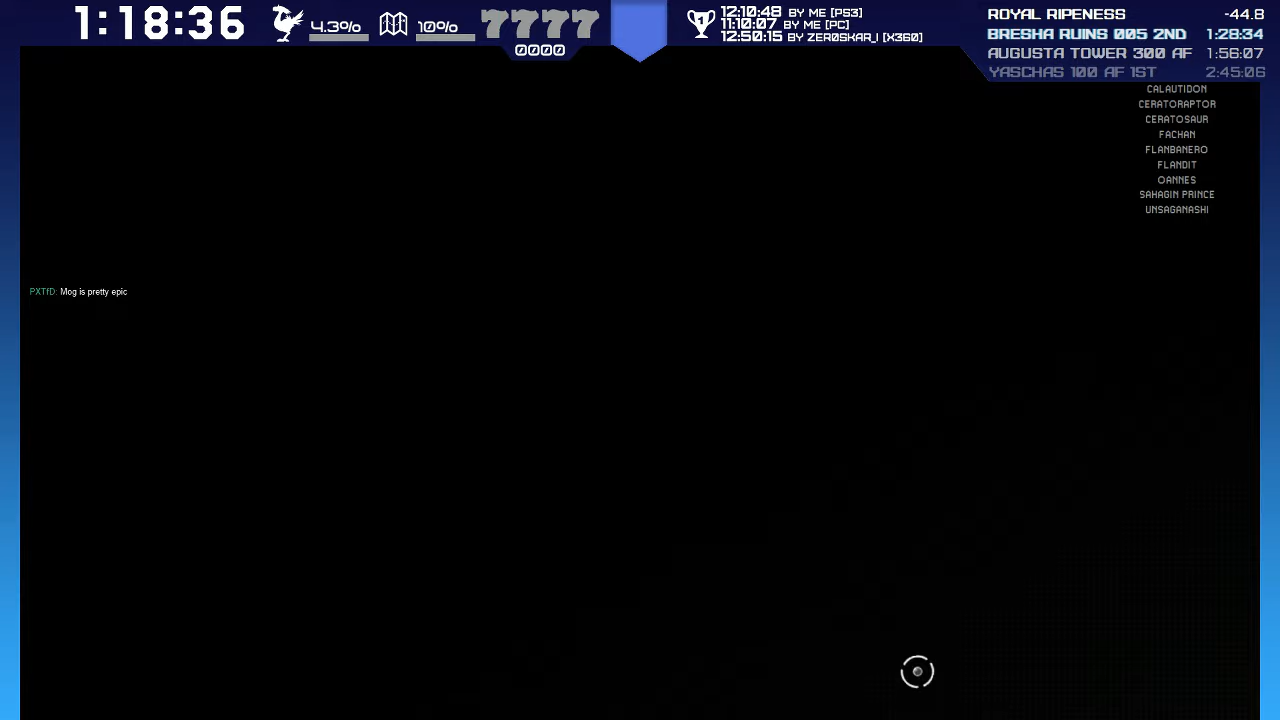 1:18:36
4.3%
10%
7777
0000
12:10:48 BY ME [PS3]
11:10:07 BY ME [PC]
12:50:15 BY ZER0SKAR_I [X360]
1
ROYAL RIPENESS -44.8
BRESHA RUINS 005 2ND 1:28:34
AUGUSTA TOWER 300 AF 1:56:07
YASCHAS 100 AF 1ST 2:45:06
CALAUTIDON
CERATORAPTOR
CERATOSAUR
FACHAN
FLANBANERO
FLANDIT
OANNES
SAHAGIN PRINCE
UNSAGANASHI
PXTfD: Mog is pretty epic